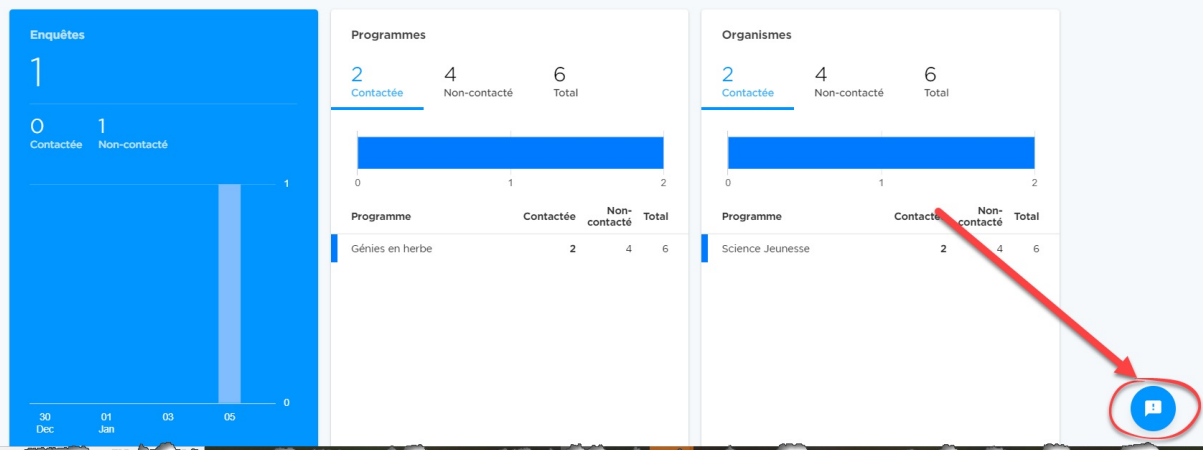 Enquêtes
1
0 1
Contactée Non-contacté
1
0
30 01 03 05
Dec Jan
Programmes
2 4 6
Contactée Non-contacté Total
0 1 2
Programme Contactée Non-contacté Total
Génies en herbe 2 4 6
Organismes
2 4 6
Contactée Non-contacté Total
0 1 2
Programme Contactée Non-contacté Total
Science Jeunesse 2 4 6